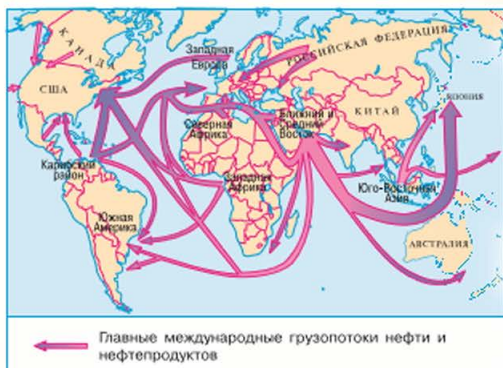 КАНАДА
США
Западная
Европа
РОССИЙСКАЯ ФЕДЕРАЦИЯ
КИТАЙ
ЯПОНИЯ
Северная
Африка
Ближний и
Средний
Восток
Карибский
район
Западная
Африка
Южная
Америка
Юго-Восточная
Азия
АВСТРАЛИЯ
Главные международные грузопотоки нефти и
нефтепродуктов